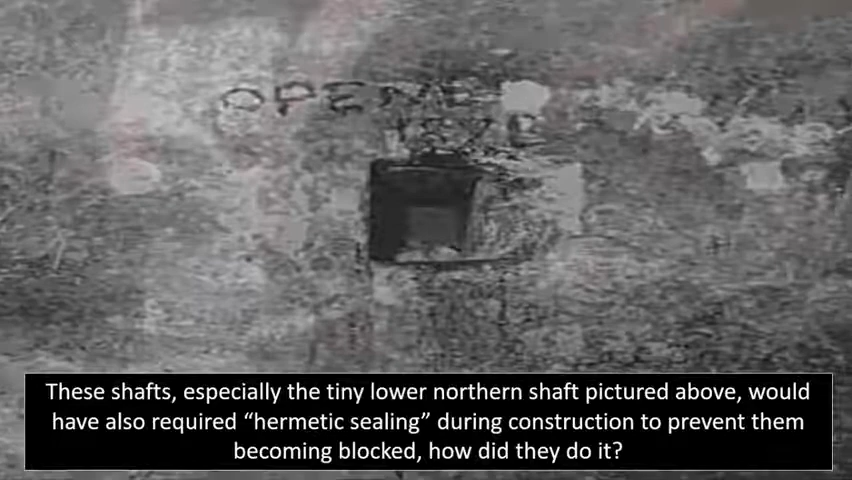 OPENE
These shafts, especially the tiny lower northern shaft pictured above, would
have also required “hermetic sealing” during construction to prevent them
becoming blocked, how did they do it?